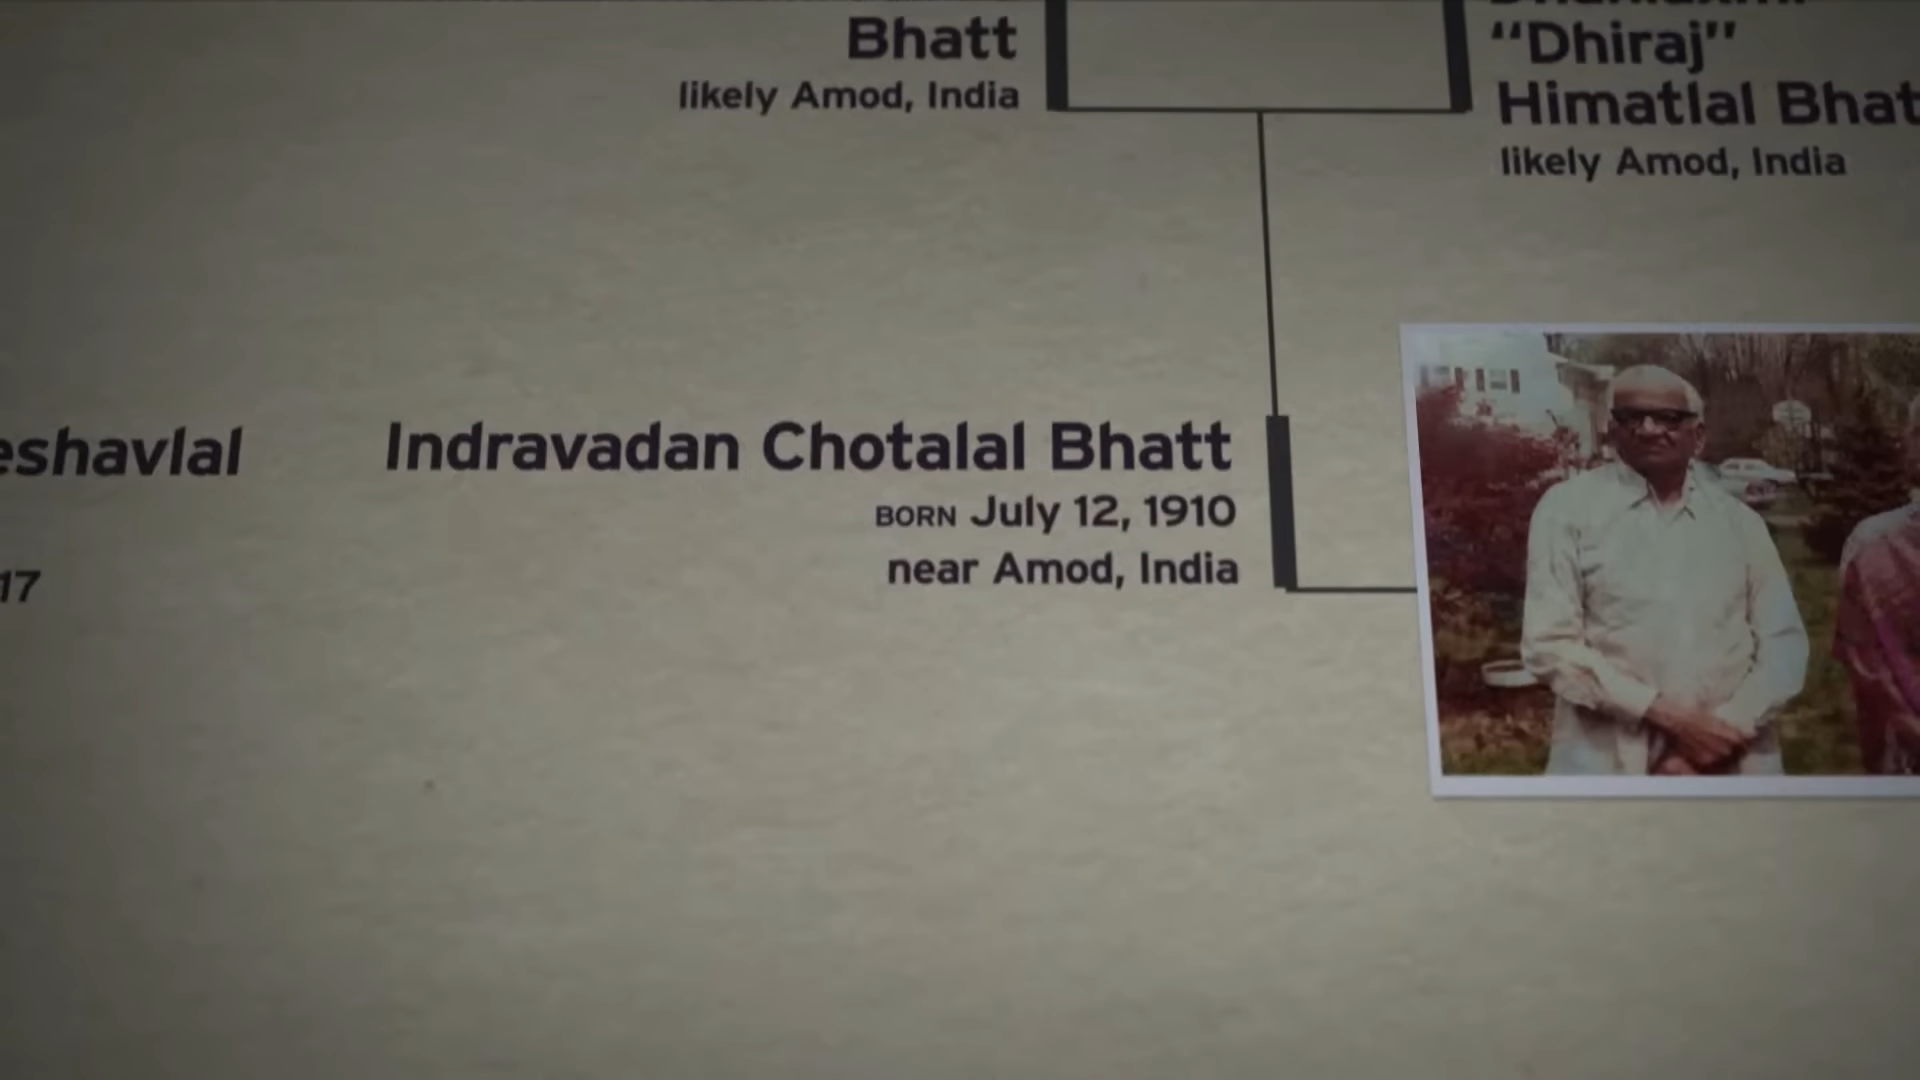 Bhatt
likely Amod, India
"Dhiraj"
Himatlal Bhat
likely Amod, India
eshavlal
17
Indravadan Chotalal Bhatt
BORN July 12, 1910
near Amod, India